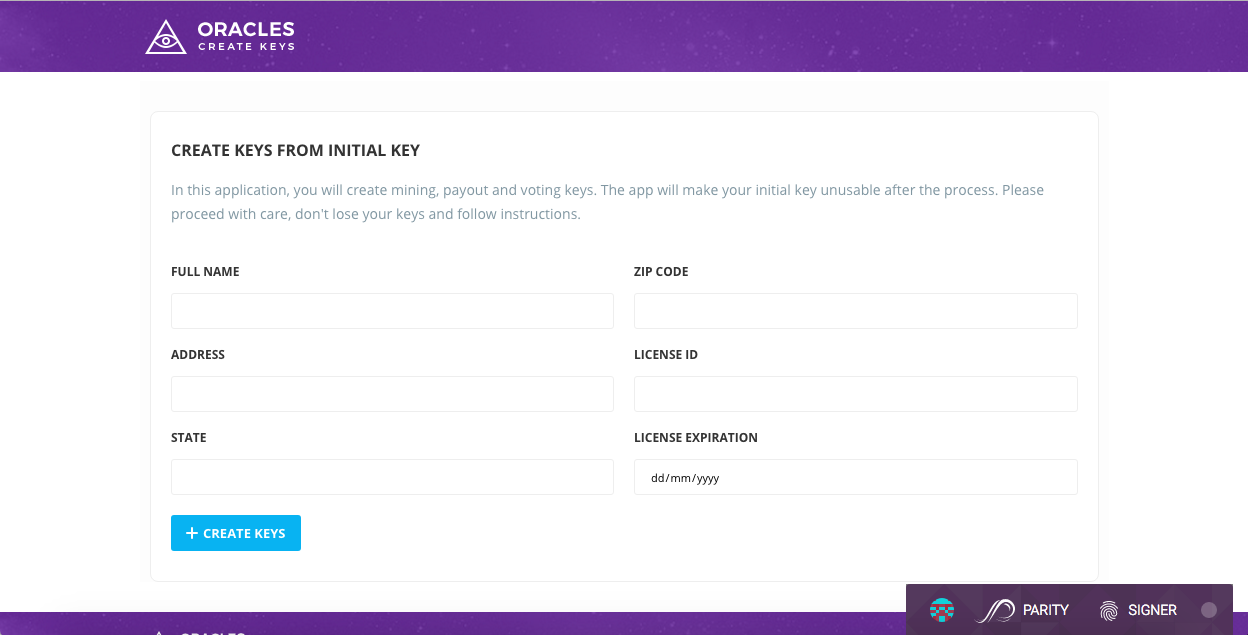 ORACLES
CREATE KEYS
CREATE KEYS FROM INITIAL KEY
In this application, you will create mining, payout and voting keys. The app will make your initial key unusable after the process. Please
proceed with care, don't lose your keys and follow instructions.
FULL NAME
ZIP CODE
ADDRESS
LICENSE ID
STATE
LICENSE EXPIRATION
dd/mm/yyyy
+ CREATE KEYS
PARITY
SIGNER
ORACLES